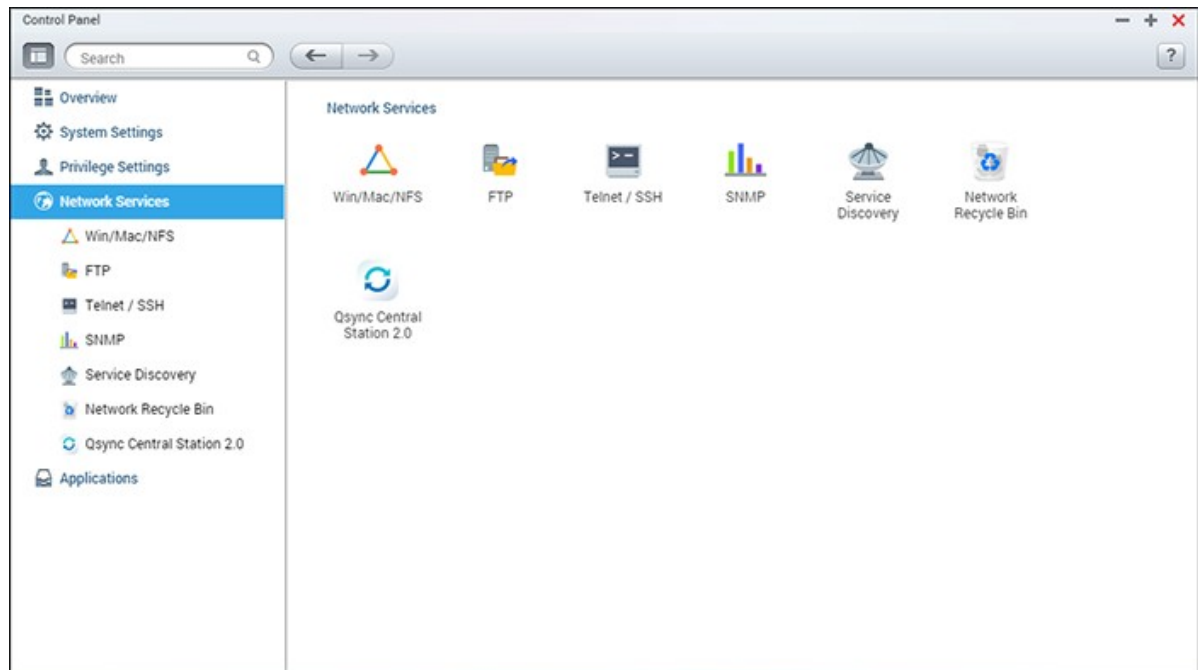 Control Panel
Search
?
Overview
System Settings
Privilege Settings
Network Services
Win/Mac/NFS
FTP
Telnet / SSH
SNMP
Service Discovery
Network Recycle Bin
Qsync Central Station 2.0
Applications
Network Services
Win/Mac/NFS
FTP
Telnet / SSH
SNMP
Service
Discovery
Network
Recycle Bin
Qsync Central
Station 2.0